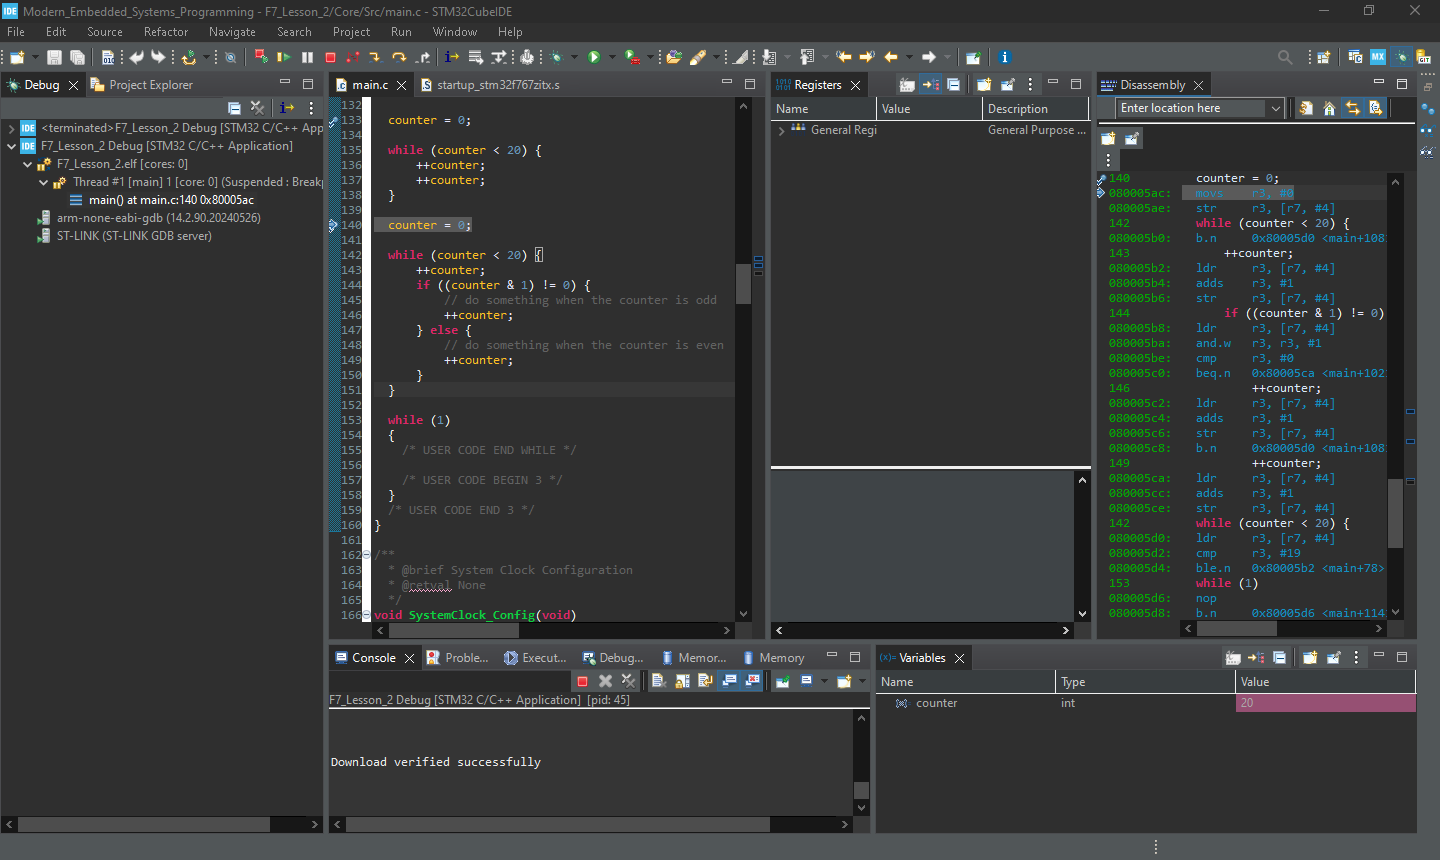 IDE Modern_Embedded_Systems_Programming - F7_Lesson_2/Core/Src/main.c - STM32CubeIDE
File Edit Source Refactor Navigate Search Project Run Window Help
Debug Project Explorer
<terminated>F7_Lesson_2 Debug [STM32 C/C++ App
F7_Lesson_2 Debug [STM32 C/C++ Application]
F7_Lesson_2.elf [cores: 0]
Thread #1 [main] 1 [core: 0] (Suspended : Breakp
main() at main.c:140 0x80005ac
arm-none-eabi-gdb (14.2.90.20240526)
ST-LINK (ST-LINK GDB server)
main.c startup_stm32f767zitx.s
132
133 counter = 0;
134
135 while (counter < 20) {
136 ++counter;
137 ++counter;
138 }
139
140 counter = 0;
141
142 while (counter < 20) {
143 ++counter;
144 if ((counter & 1) != 0) {
145 // do something when the counter is odd
146 ++counter;
147 } else {
148 // do something when the counter is even
149 ++counter;
150 }
151 }
152
153 while (1)
154 {
155 /* USER CODE END WHILE */
156
157 /* USER CODE BEGIN 3 */
158 }
159 /* USER CODE END 3 */
160 }
161
162 /**
163 * @brief System Clock Configuration
164 * @retval None
165 */
166 void SystemClock_Config(void)
Registers
Name Value Description
General Regi General Purpose ...
Disassembly
Enter location here
140 counter = 0;
080005ac: movs r3, #0
080005ae: str r3, [r7, #4]
142 while (counter < 20) {
080005b0: b.n 0x80005d0 <main+108
143 ++counter;
080005b2: ldr r3, [r7, #4]
080005b4: adds r3, #1
080005b6: str r3, [r7, #4]
144 if ((counter & 1) != 0)
080005b8: ldr r3, [r7, #4]
080005ba: and.w r3, r3, #1
080005be: cmp r3, #0
080005c0: beq.n 0x80005ca <main+102
146 ++counter;
080005c2: ldr r3, [r7, #4]
080005c4: adds r3, #1
080005c6: str r3, [r7, #4]
080005c8: b.n 0x80005d0 <main+108
149 ++counter;
080005ca: ldr r3, [r7, #4]
080005cc: adds r3, #1
080005ce: str r3, [r7, #4]
142 while (counter < 20) {
080005d0: ldr r3, [r7, #4]
080005d2: cmp r3, #19
080005d4: ble.n 0x80005b2 <main+78>
153 while (1)
080005d6: nop
080005d8: b.n 0x80005d6 <main+114
Console Proble... Execut... Debug... Memor... Memory
F7_Lesson_2 Debug [STM32 C/C++ Application] [pid: 45]
Download verified successfully
Variables
Name Type Value
counter int 20